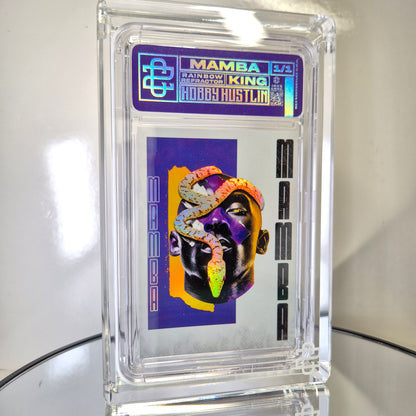 MAMBA
RAINBOW
REFRACTOR
KING
HOBBY HUSTLIN
1/1
MAMBA
MAMBA